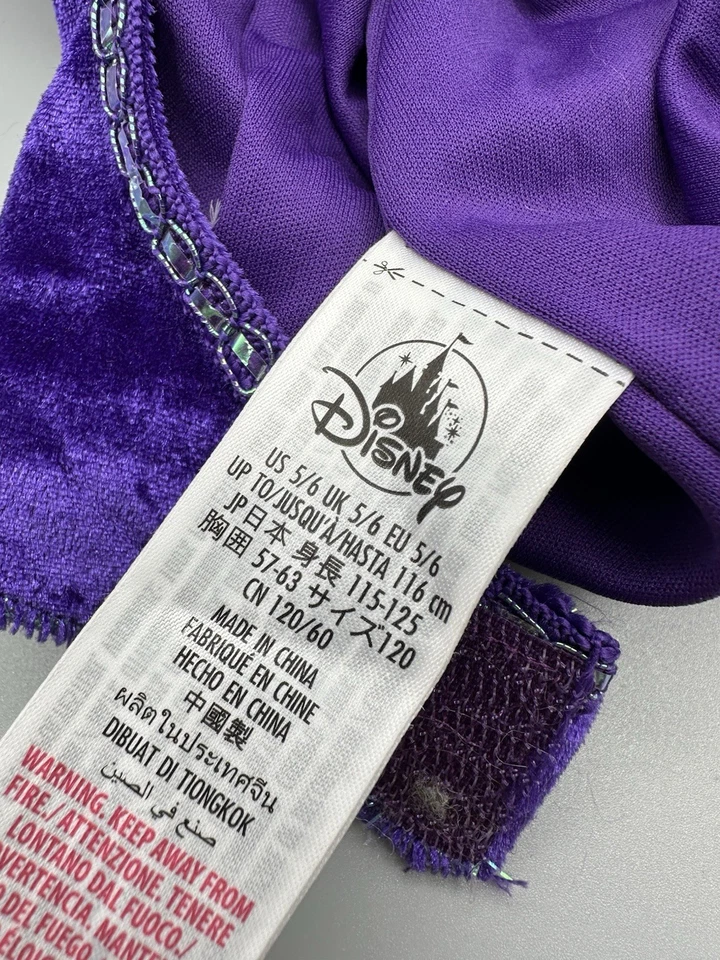 Disney
US 5/6 UK 5/6 EU 5/6
UP TO/JUSQU'À/HASTA 116 cm
JP日本 身長 115-125
胸囲 57-63 サイズ120
CN 120/60
MADE IN CHINA
FABRIQUÉ EN CHINE
HECHO EN CHINA
中國製
ผลิตในประเทศจีน
DIBUAT DI TIONGKOK
صنع في الصين
WARNING. KEEP AWAY FROM
FIRE./ATTENZIONE. TENERE
LONTANO DAL FUOCO./
DEL FUEGO